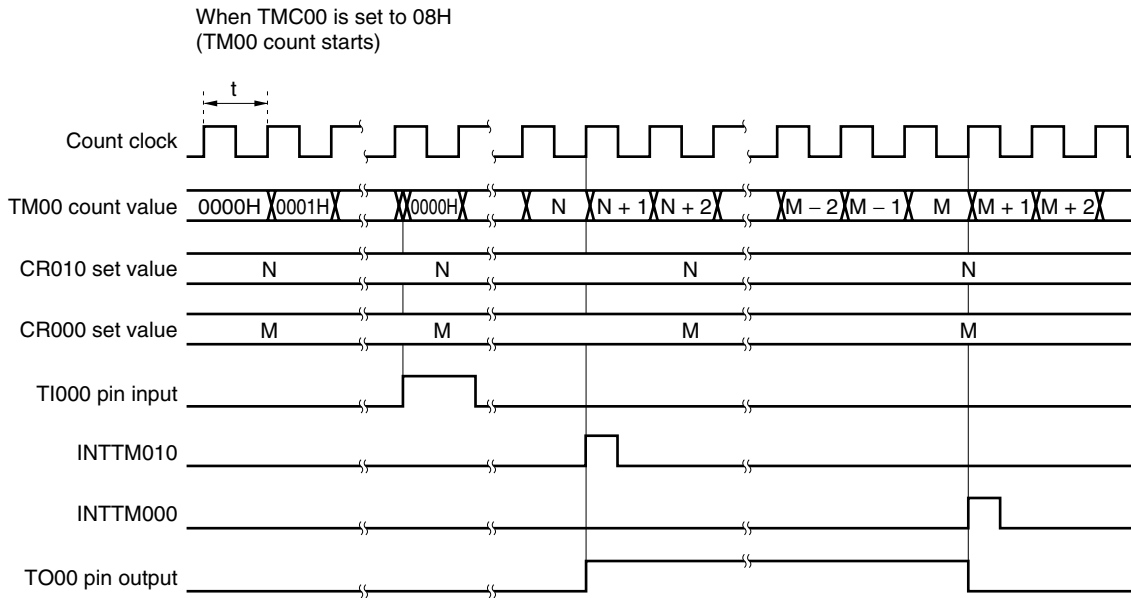 When TMC00 is set to 08H
(TM00 count starts)
t
Count clock
TM00 count value 0000H 0001H 0000H N N + 1 N + 2 M − 2 M − 1 M M + 1 M + 2
CR010 set value N N N N
CR000 set value M M M M
TI000 pin input
INTTM010
INTTM000
TO00 pin output